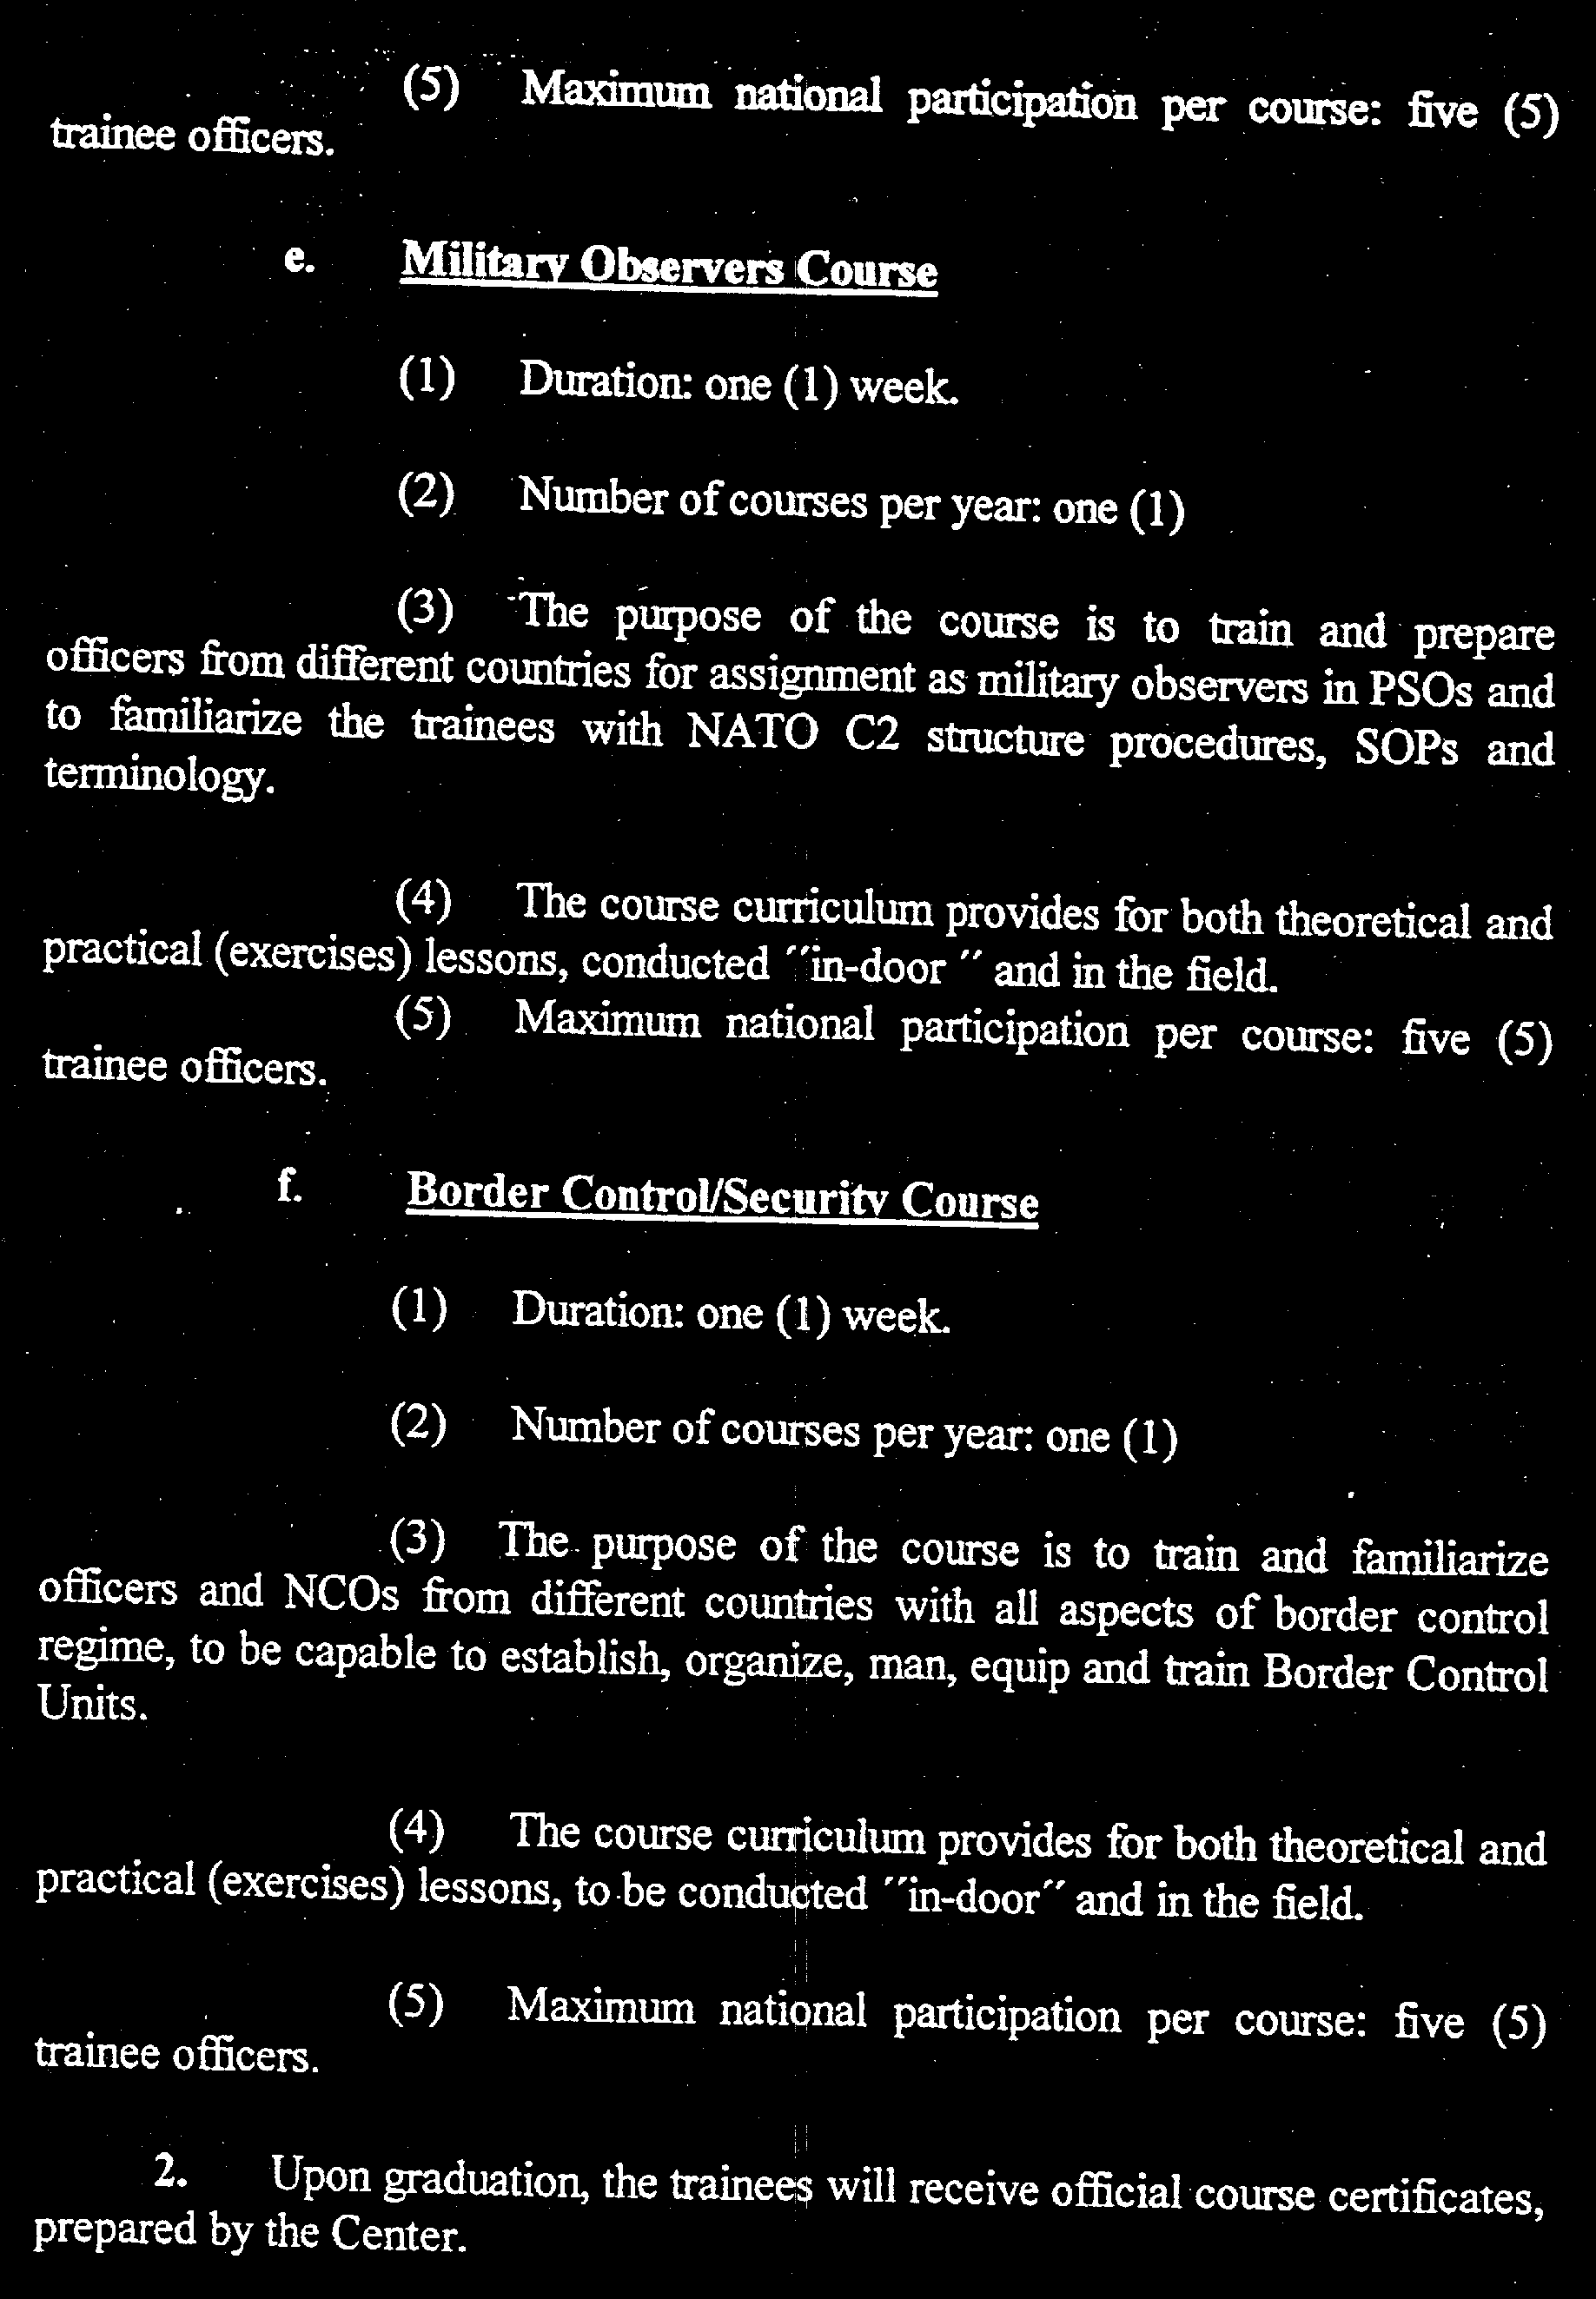 (5) Maximum national participation per course: five (5)
trainee officers.
e. Military Observers Course
(1) Duration: one (1) week.
(2) Number of courses per year: one (1)
(3) The purpose of the course is to train and prepare
officers from different countries for assignment as military observers in PSOs and
to familiarize the trainees with NATO C2 structure procedures, SOPs and
terminology.
(4) The course curriculum provides for both theoretical and
practical (exercises) lessons, conducted "in-door " and in the field.
(5) Maximum national participation per course: five (5)
trainee officers.
f. Border Control/Security Course
(1) Duration: one (1) week.
(2) Number of courses per year: one (1)
(3) The purpose of the course is to train and familiarize
officers and NCOs from different countries with all aspects of border control
regime, to be capable to establish, organize, man, equip and train Border Control
Units.
(4) The course curriculum provides for both theoretical and
practical (exercises) lessons, to be conducted "in-door" and in the field.
(5) Maximum national participation per course: five (5)
trainee officers.
2. Upon graduation, the trainees will receive official course certificates,
prepared by the Center.